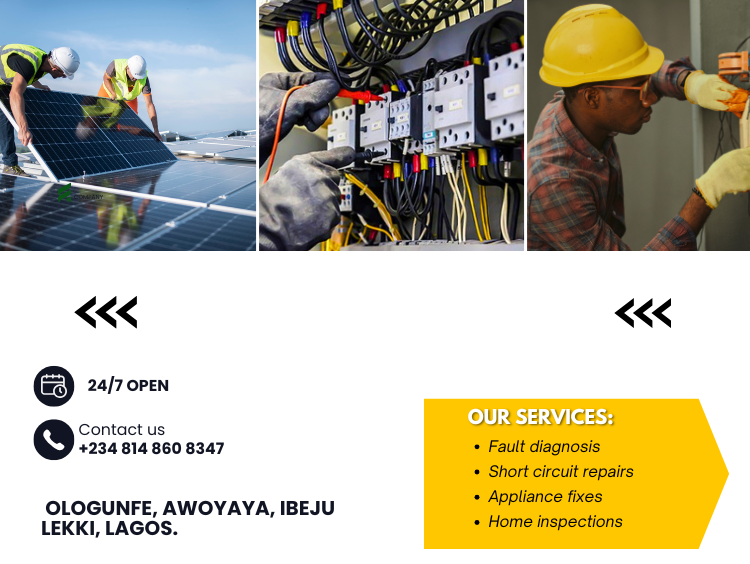 24/7 OPEN
Contact us
+234 814 860 8347
OLOGUNFE, AWOYAYA, IBEJU
LEKKI, LAGOS.
OUR SERVICES:
• Fault diagnosis
• Short circuit repairs
• Appliance fixes
• Home inspections